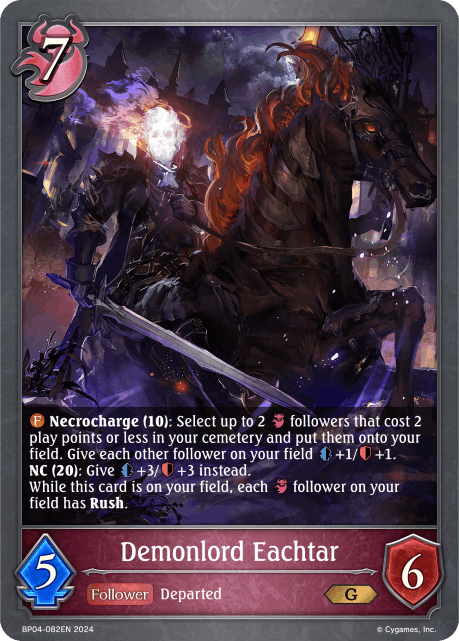 7
F Necrocharge (10): Select up to 2 followers that cost 2
play points or less in your cemetery and put them onto your
field. Give each other follower on your field +1/ +1.
NC (20): Give +3/ +3 instead.
While this card is on your field, each follower on your
field has Rush.
Demonlord Eachtar
5
Follower Departed
G
6
BP04-082EN 2024
© Cygames, Inc.